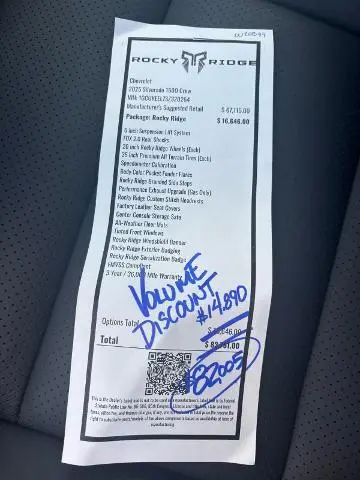 ROCKY RIDGE
Chevrolet
2025 Silverado 1500 Crew
Manufacturer's Suggested Retail $ 67,115.00
Package: Rocky Ridge $ 16,646.00
6 inch Suspension Lift System
FOX 2.0 Rear Shocks
20 inch Rocky Ridge Wheels (Each)
35 inch Premium All Terrain Tires (Each)
Speedometer Calibration
Body Color Pocket Fender Flares
Rocky Ridge Branded Side Steps
Performance Exhaust Upgrade (Gas Only)
Rocky Ridge Custom Stitch Headrests
Factory Leather Seat Covers
Center Console Storage Safe
All-Weather Floor Mats
Tinted Front Windows
Rocky Ridge Windshield Banner
Rocky Ridge Exterior Badging
Rocky Ridge Serialization Badge
FMVSS Compliant
3 Year / 36,000 Mile Warranty
VOLUME
DISCOUNT
$14,890
Options Total
Total
82005